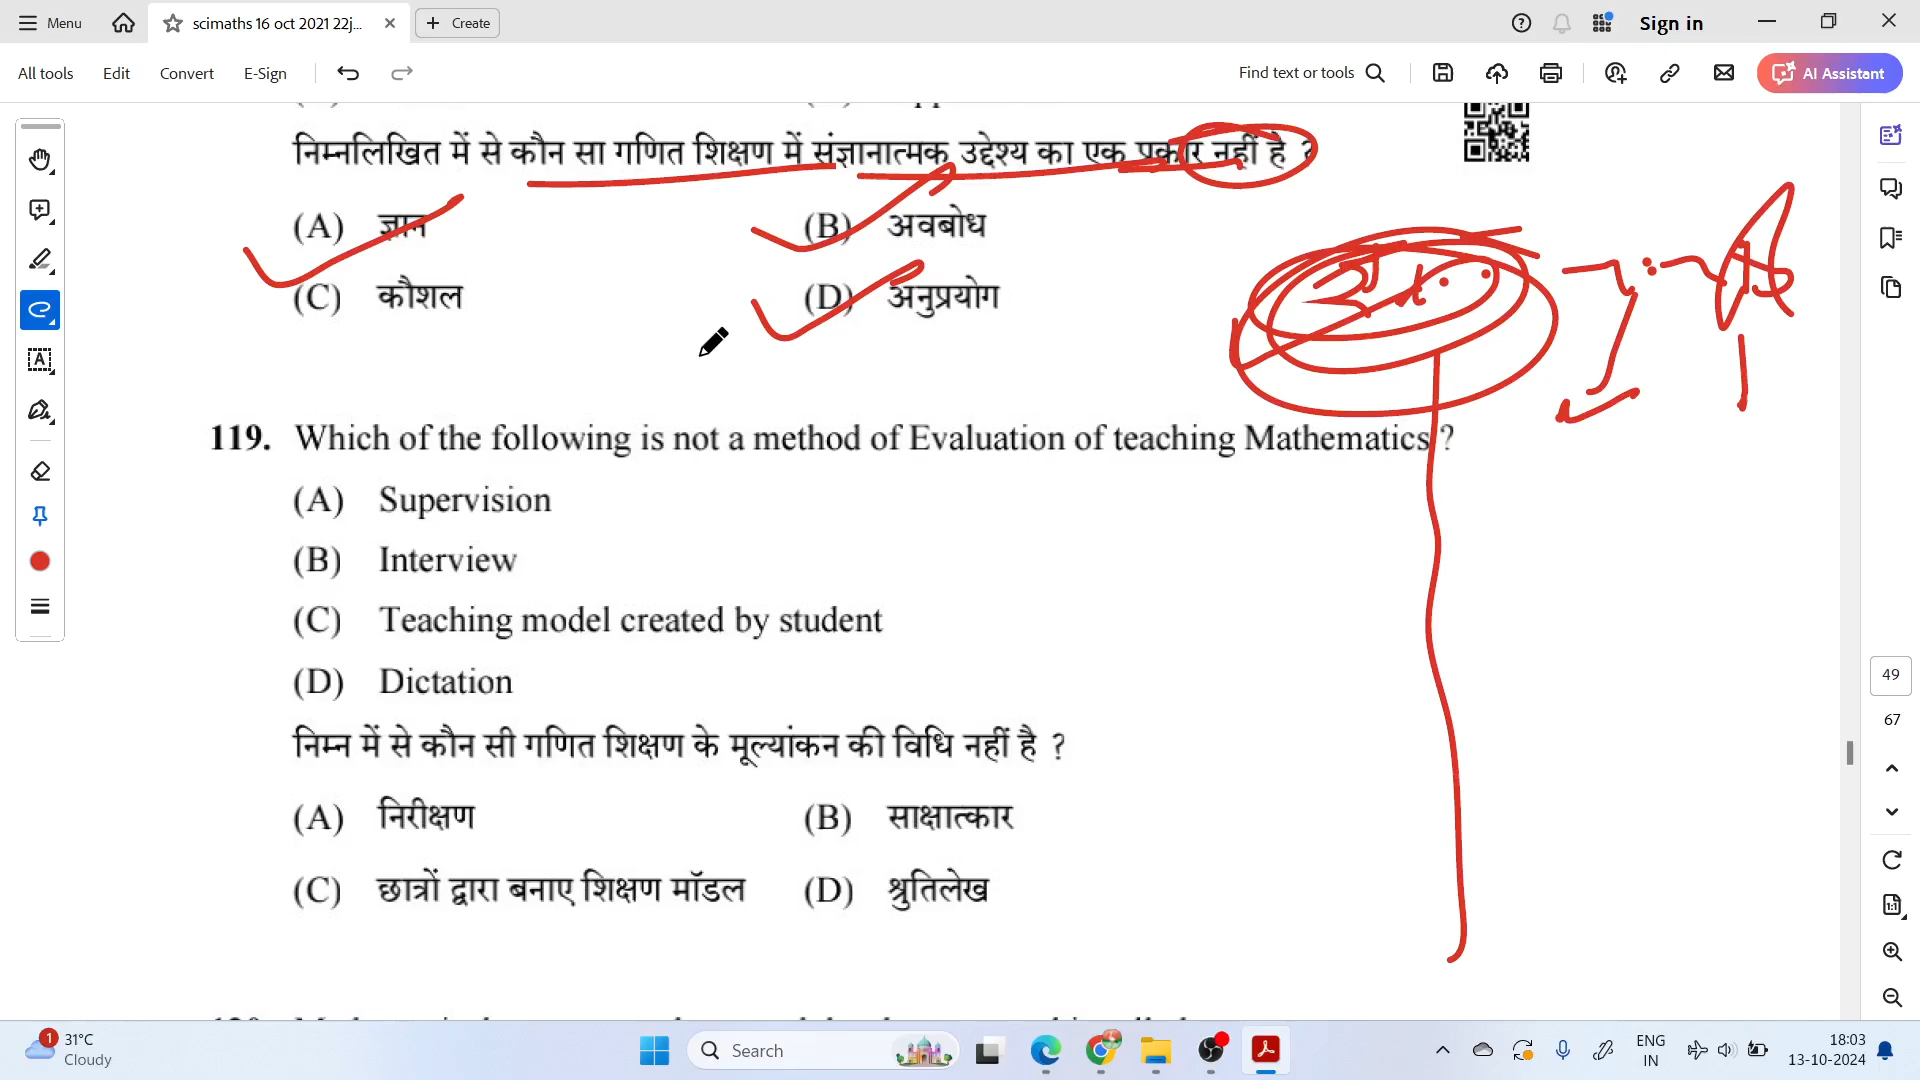 Menu
scimaths 16 oct 2021 22j...
Create
Sign in
All tools
Edit
Convert
E-Sign
Find text or tools
AI Assistant
निम्नलिखित में से कौन सा गणित शिक्षण में संज्ञानात्मक उद्देश्य का एक प्रकार नहीं है ?
(A) ज्ञान (B) अवबोध
(C) कौशल (D) अनुप्रयोग
119. Which of the following is not a method of Evaluation of teaching Mathematics ?
(A) Supervision
(B) Interview
(C) Teaching model created by student
(D) Dictation
निम्न में से कौन सी गणित शिक्षण के मूल्यांकन की विधि नहीं है ?
(A) निरीक्षण (B) साक्षात्कार
(C) छात्रों द्वारा बनाए शिक्षण मॉडल (D) श्रुतिलेख
49
67
1
31°C
Cloudy
Search
ENG
IN
18:03
13-10-2024